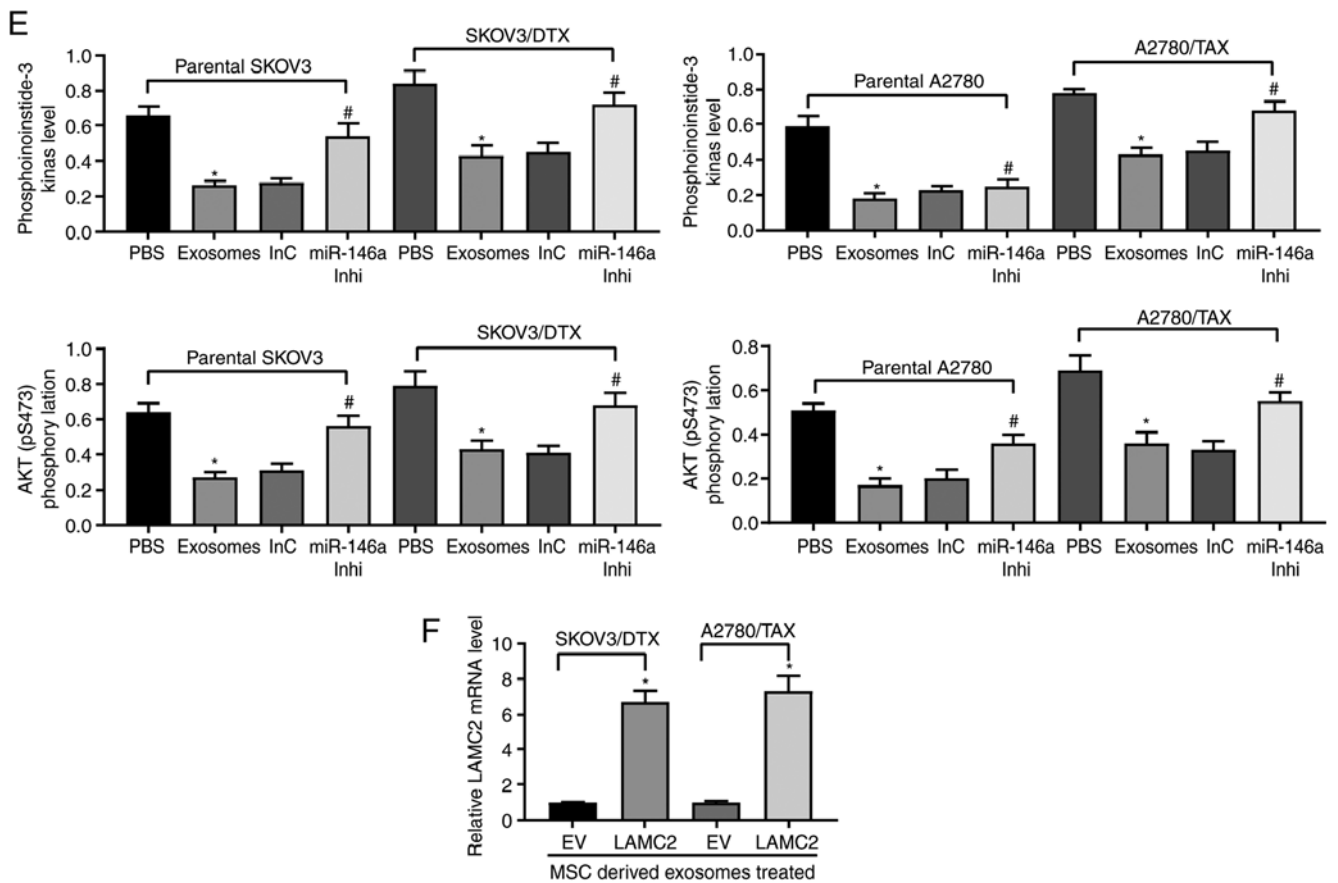 E
SKOV3/DTX
Parental SKOV3
#
#
*
*
Phosphoinoinstide-3
kinas level
1.0
0.8
0.6
0.4
0.2
0.0
PBS Exosomes InC miR-146a Inhi PBS Exosomes InC miR-146a Inhi
A2780/TAX
Parental A2780
#
#
*
*
Phosphoinoinstide-3
kinas level
1.0
0.8
0.6
0.4
0.2
0.0
PBS Exosomes InC miR-146a Inhi PBS Exosomes InC miR-146a Inhi
SKOV3/DTX
Parental SKOV3
#
#
*
*
AKT (pS473)
phosphory lation
1.0
0.8
0.6
0.4
0.2
0.0
PBS Exosomes InC miR-146a Inhi PBS Exosomes InC miR-146a Inhi
A2780/TAX
Parental A2780
#
#
*
*
AKT (pS473)
phosphory lation
0.8
0.6
0.4
0.2
0.0
PBS Exosomes InC miR-146a Inhi PBS Exosomes InC miR-146a Inhi
F
SKOV3/DTX A2780/TAX
*
*
Relative LAMC2 mRNA level
10
8
6
4
2
0
EV LAMC2 EV LAMC2
MSC derived exosomes treated